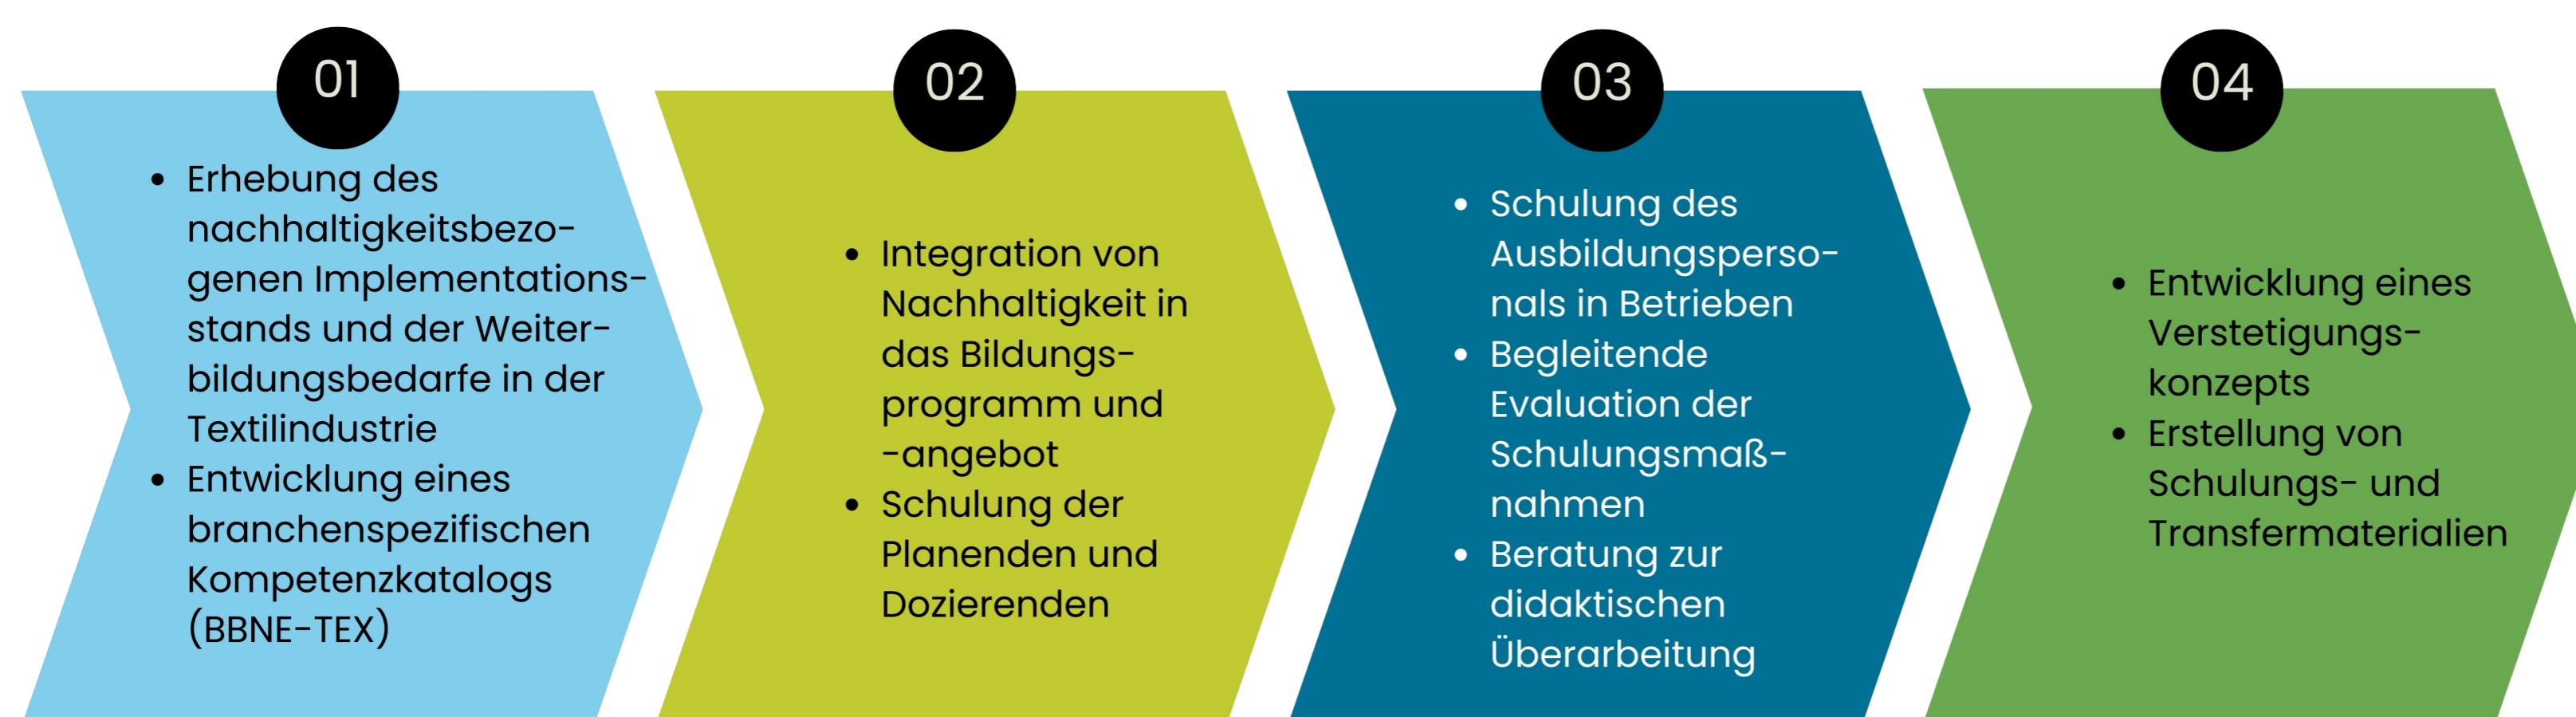 01
• Erhebung des
nachhaltigkeitsbezo-
genen Implementations-
stands und der Weiter-
bildungsbedarfe in der
Textilindustrie
• Entwicklung eines
branchenspezifischen
Kompetenzkatalogs
(BBNE-TEX)
02
• Integration von
Nachhaltigkeit in
das Bildungs-
programm und
-angebot
• Schulung der
Planenden und
Dozierenden
03
• Schulung des
Ausbildungsperso-
nals in Betrieben
• Begleitende
Evaluation der
Schulungsmaß-
nahmen
• Beratung zur
didaktischen
Überarbeitung
04
• Entwicklung eines
Verstetigungs-
konzepts
• Erstellung von
Schulungs- und
Transfermaterialien